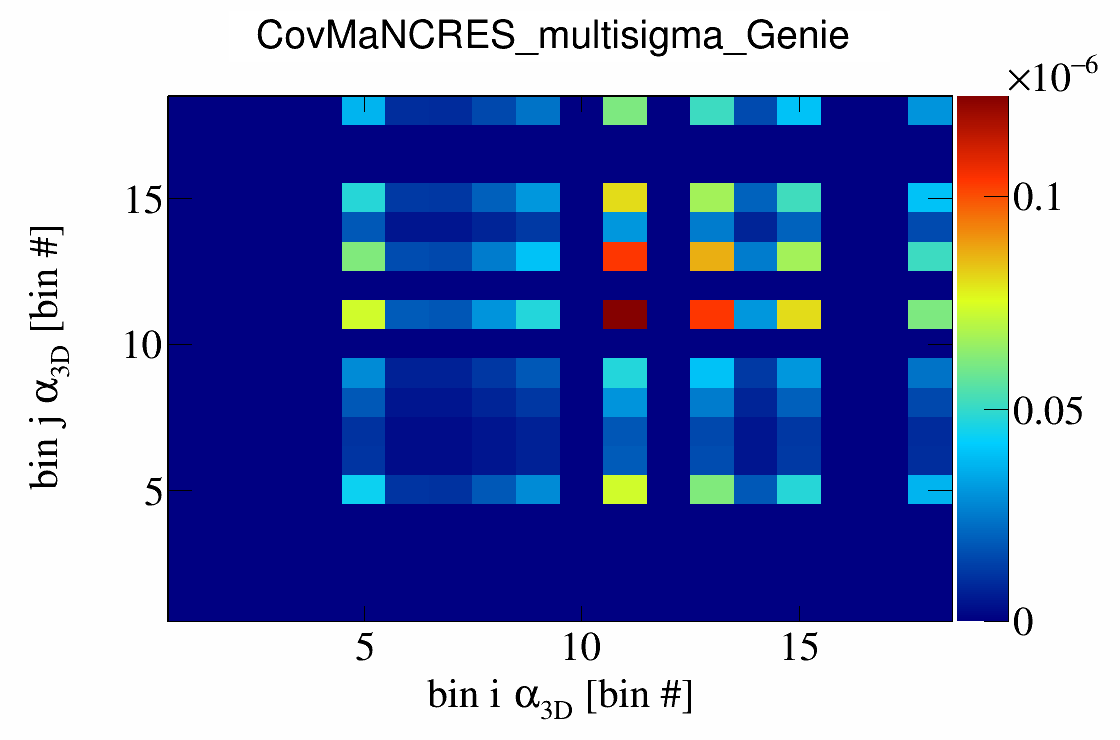 CovMaNCRES_multisigma_Genie
×10⁻⁶
bin j α₃D [bin #]
15
10
5
0.1
0.05
0
5 10 15
bin i α₃D [bin #]